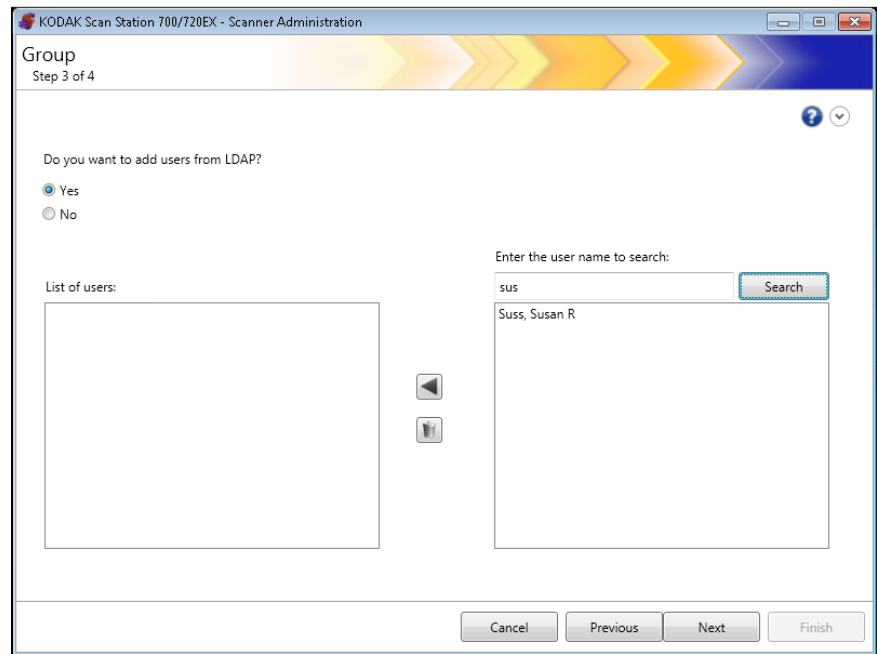 KODAK Scan Station 700/720EX - Scanner Administration
Group
Step 3 of 4
?
Do you want to add users from LDAP?
Yes
No
Enter the user name to search:
List of users:
sus
Search
Suss, Susan R
Cancel
Previous
Next
Finish